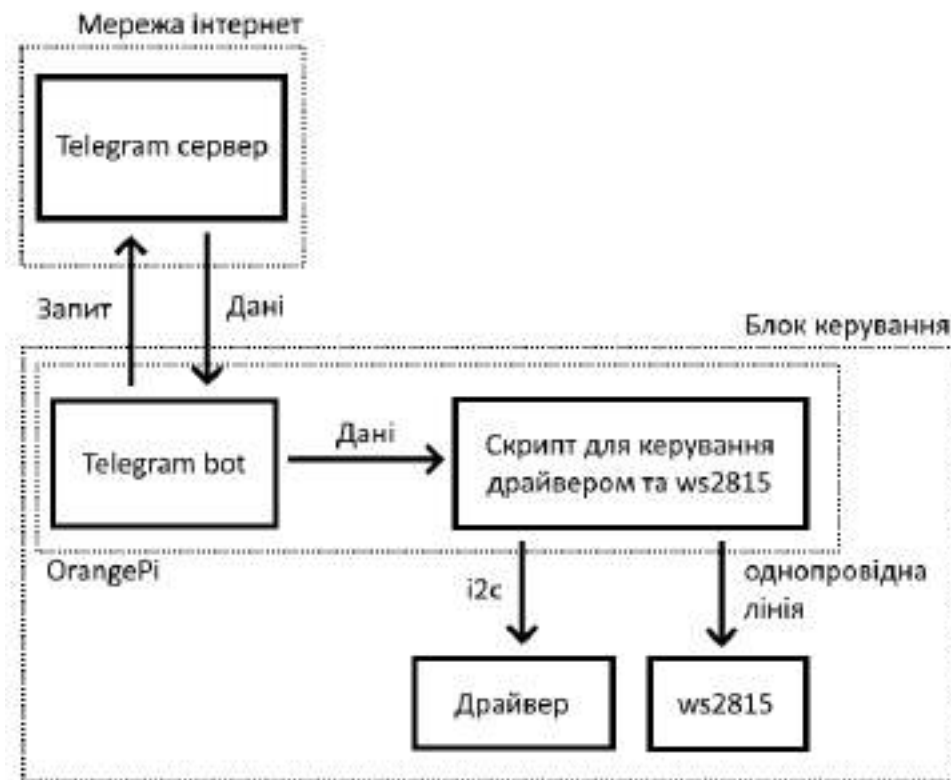 Мережа інтернет
Telegram сервер
Запит
Дані
Блок керування
Telegram bot
Дані
Скрипт для керування
драйвером та ws2815
OrangePi
i2c
однопровідна
лінія
Драйвер
ws2815